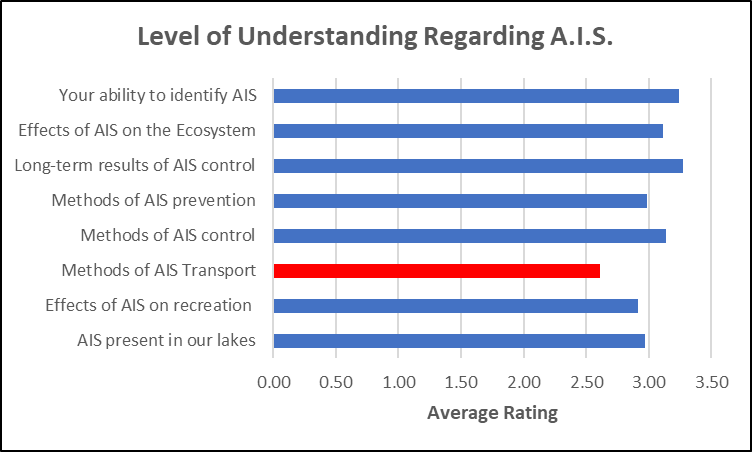 Level of Understanding Regarding A.I.S.
Your ability to identify AIS
Effects of AIS on the Ecosystem
Long-term results of AIS control
Methods of AIS prevention
Methods of AIS control
Methods of AIS Transport
Effects of AIS on recreation
AIS present in our lakes
0.00 0.50 1.00 1.50 2.00 2.50 3.00 3.50
Average Rating